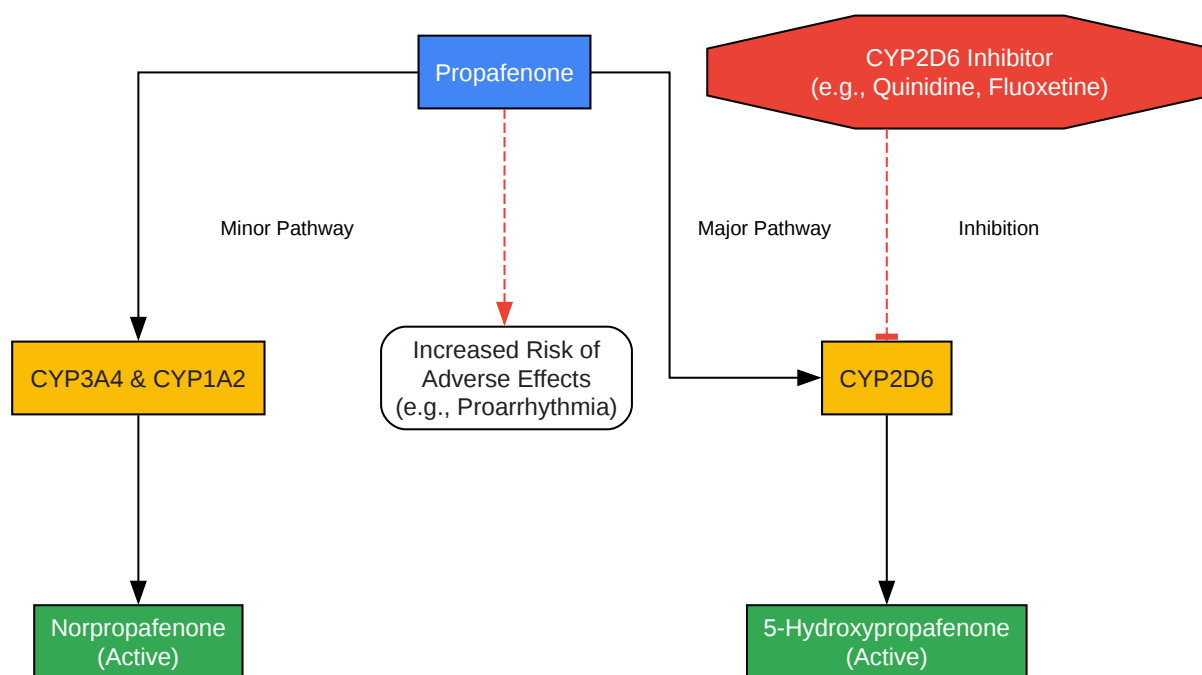 Propafenone
CYP2D6 Inhibitor
(e.g., Quinidine, Fluoxetine)
Minor Pathway
Major Pathway
Inhibition
CYP3A4 & CYP1A2
Increased Risk of
Adverse Effects
(e.g., Proarrhythmia)
CYP2D6
Norpropafenone
(Active)
5-Hydroxypropafenone
(Active)